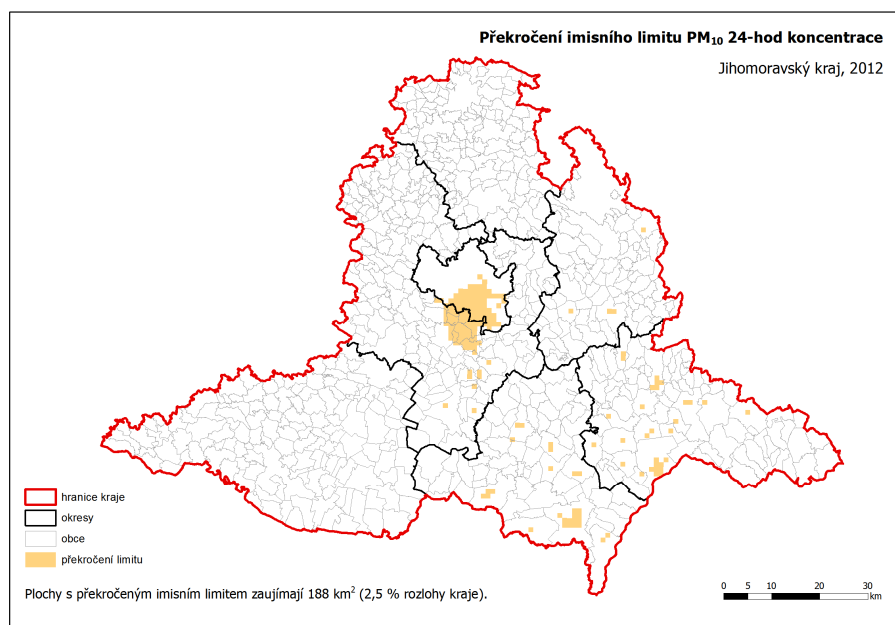 Překročení imisního limitu PM₁₀ 24-hod koncentrace
Jihomoravský kraj, 2012
hranice kraje
okresy
obce
překročení limitu
Plochy s překročeným imisním limitem zaujímají 188 km² (2,5 % rozlohy kraje).
0 5 10 20 30
km